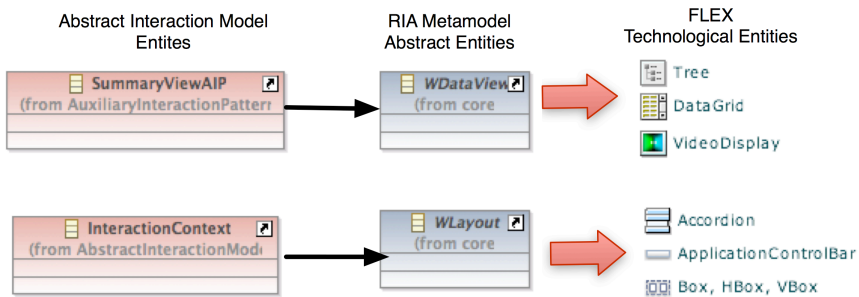 Abstract Interaction Model
Entites
RIA Metamodel
Abstract Entities
FLEX
Technological Entities
SummaryViewAIP
(from AuxiliaryInteractionPatterr
WDataView
(from core
Tree
DataGrid
VideoDisplay
InteractionContext
(from AbstractInteractionMode
WLayout
(from core
Accordion
ApplicationControlBar
Box, HBox, VBox